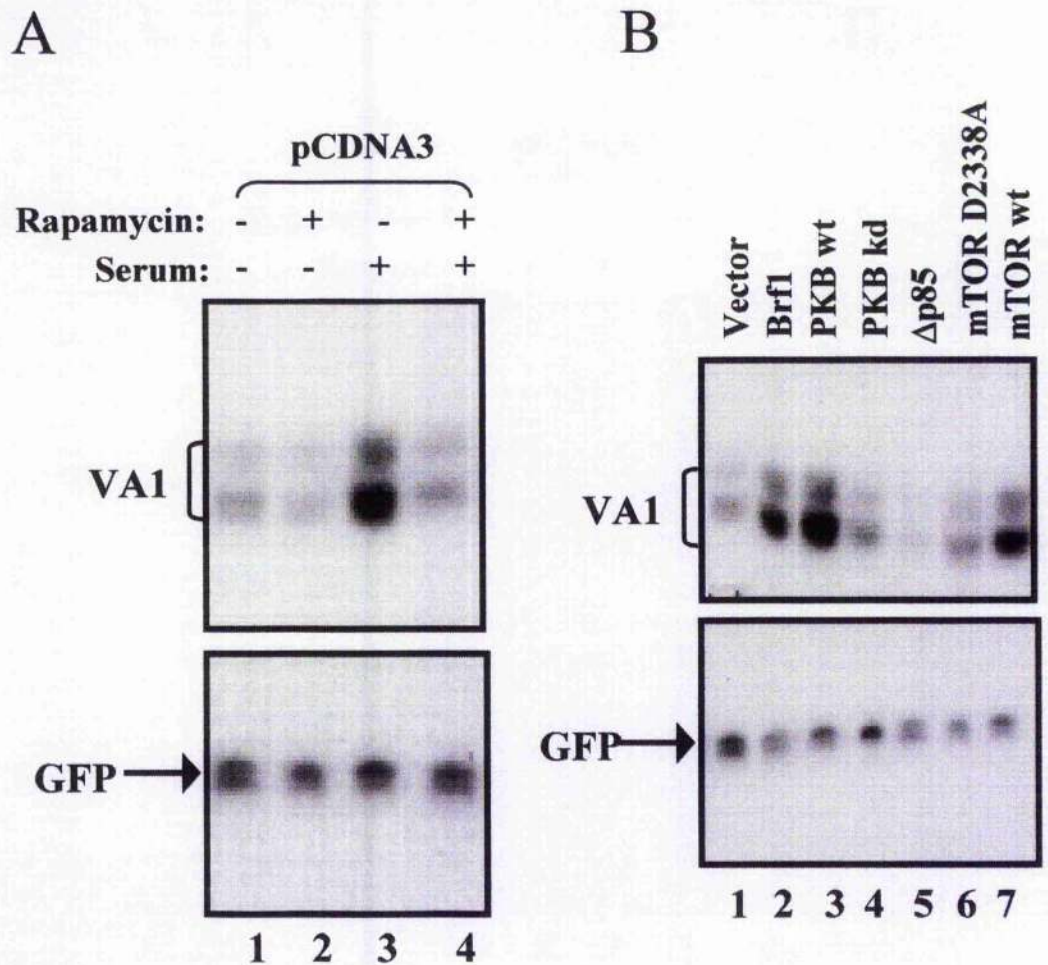 A
pCDNA3
Rapamycin: - + - +
Serum: - - + +
VA1
GFP
1 2 3 4
B
Vector
Brf1
PKB wt
PKB kd
Δp85
mTOR D2338A
mTOR wt
VA1
GFP
1 2 3 4 5 6 7